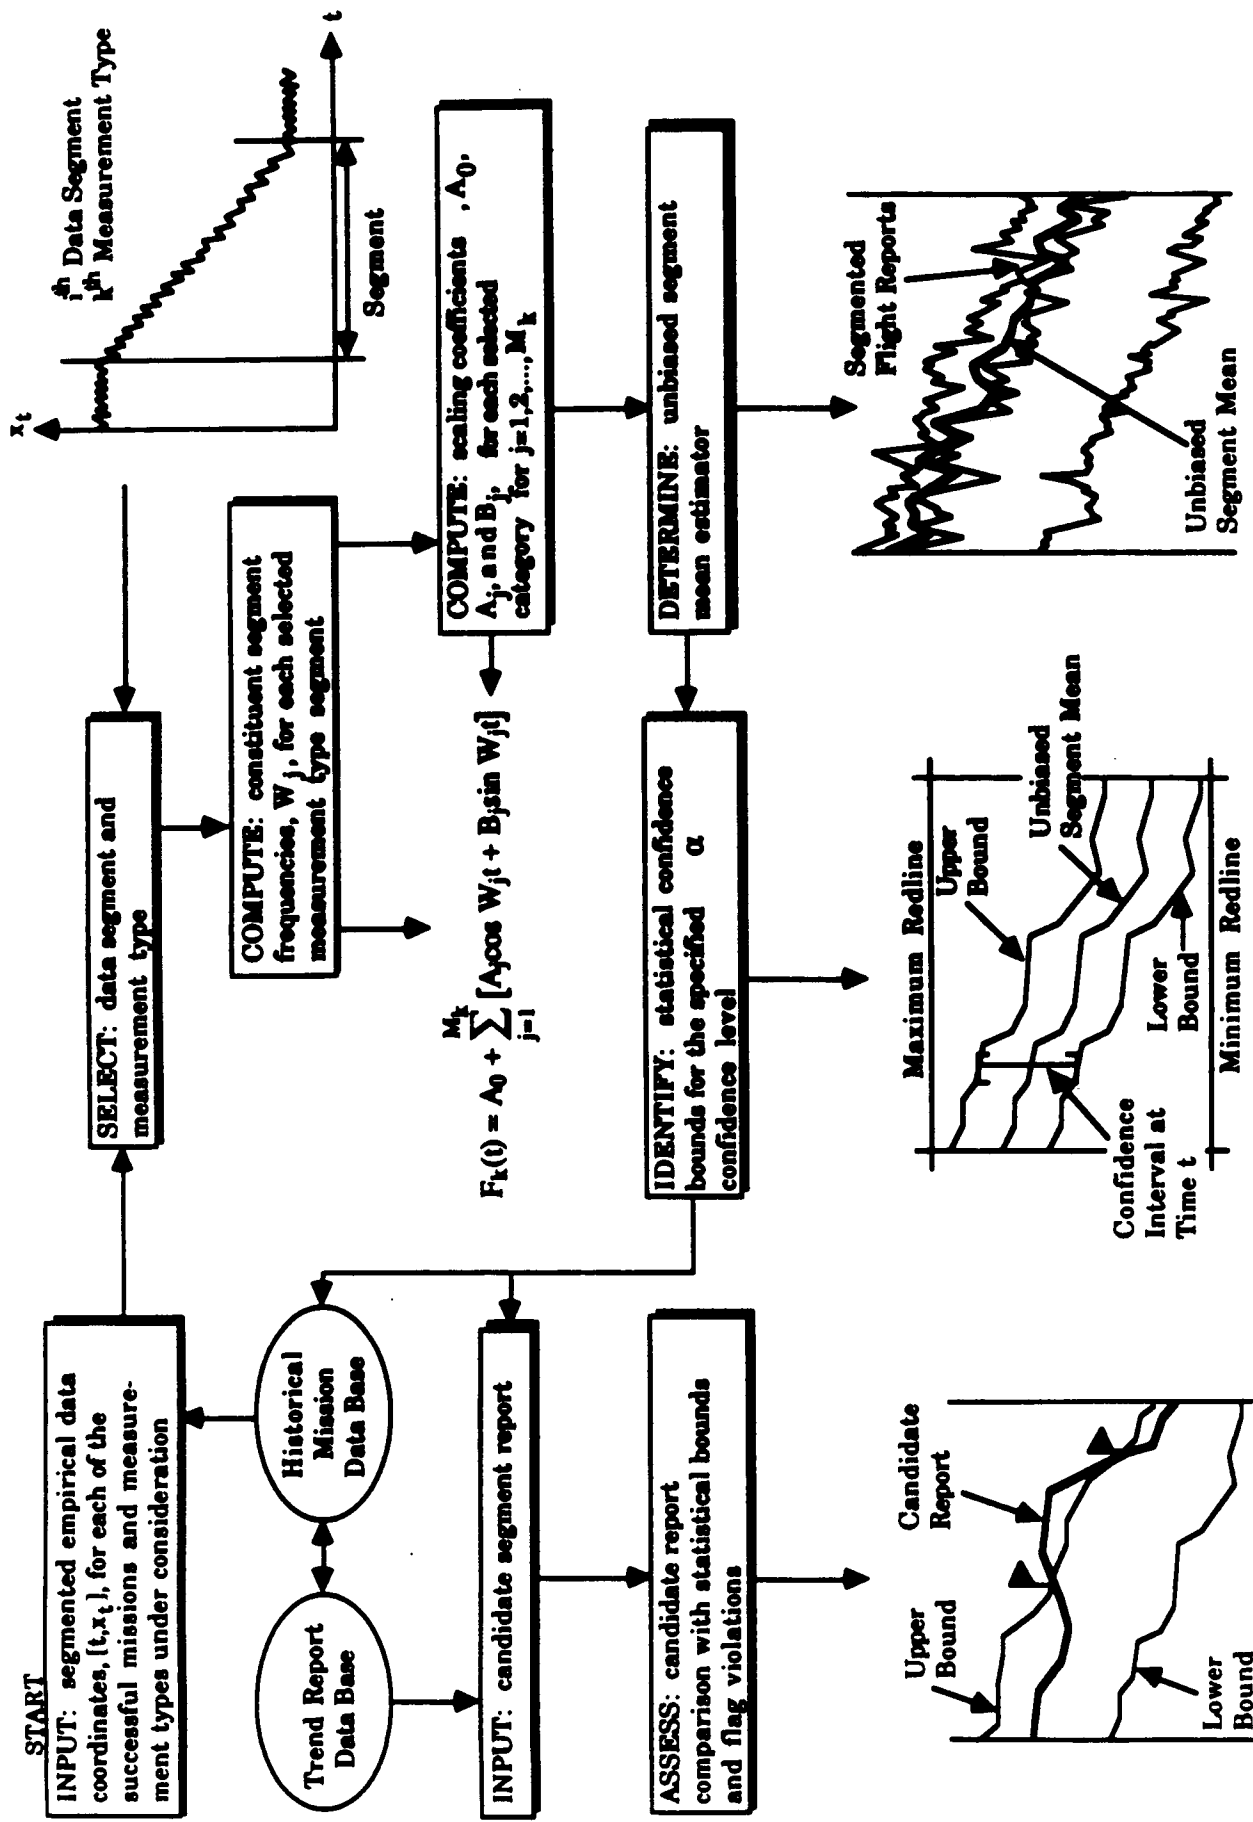 START
INPUT: segmented empirical data
coordinates, [t,x_t], for each of the
successful missions and measure-
ment types under consideration
SELECT: data segment and
measurement type
x_t
t
i^th Data Segment
k^th Measurement Type
Segment
Historical
Mission
Data Base
Trend Report
Data Base
COMPUTE: constituent segment
frequencies, W_j, for each selected
measurement type segment
COMPUTE: scaling coefficients , A_0,
A_j, and B_j, for each selected
category for j=1,2,...,M_k
F_k(t) = A_0 + \sum_{j=1}^{M_k} [A_j cos W_j t + B_j sin W_j t]
INPUT: candidate segment report
IDENTIFY: statistical confidence
bounds for the specified α
confidence level
DETERMINE: unbiased segment
mean estimator
ASSESS: candidate report
comparison with statistical bounds
and flag violations
Upper
Bound
Candidate
Report
Lower
Bound
Maximum Redline
Upper
Bound
Unbiased
Segment Mean
Confidence
Interval at
Time t
Lower
Bound
Minimum Redline
Segmented
Flight Reports
Unbiased
Segment Mean